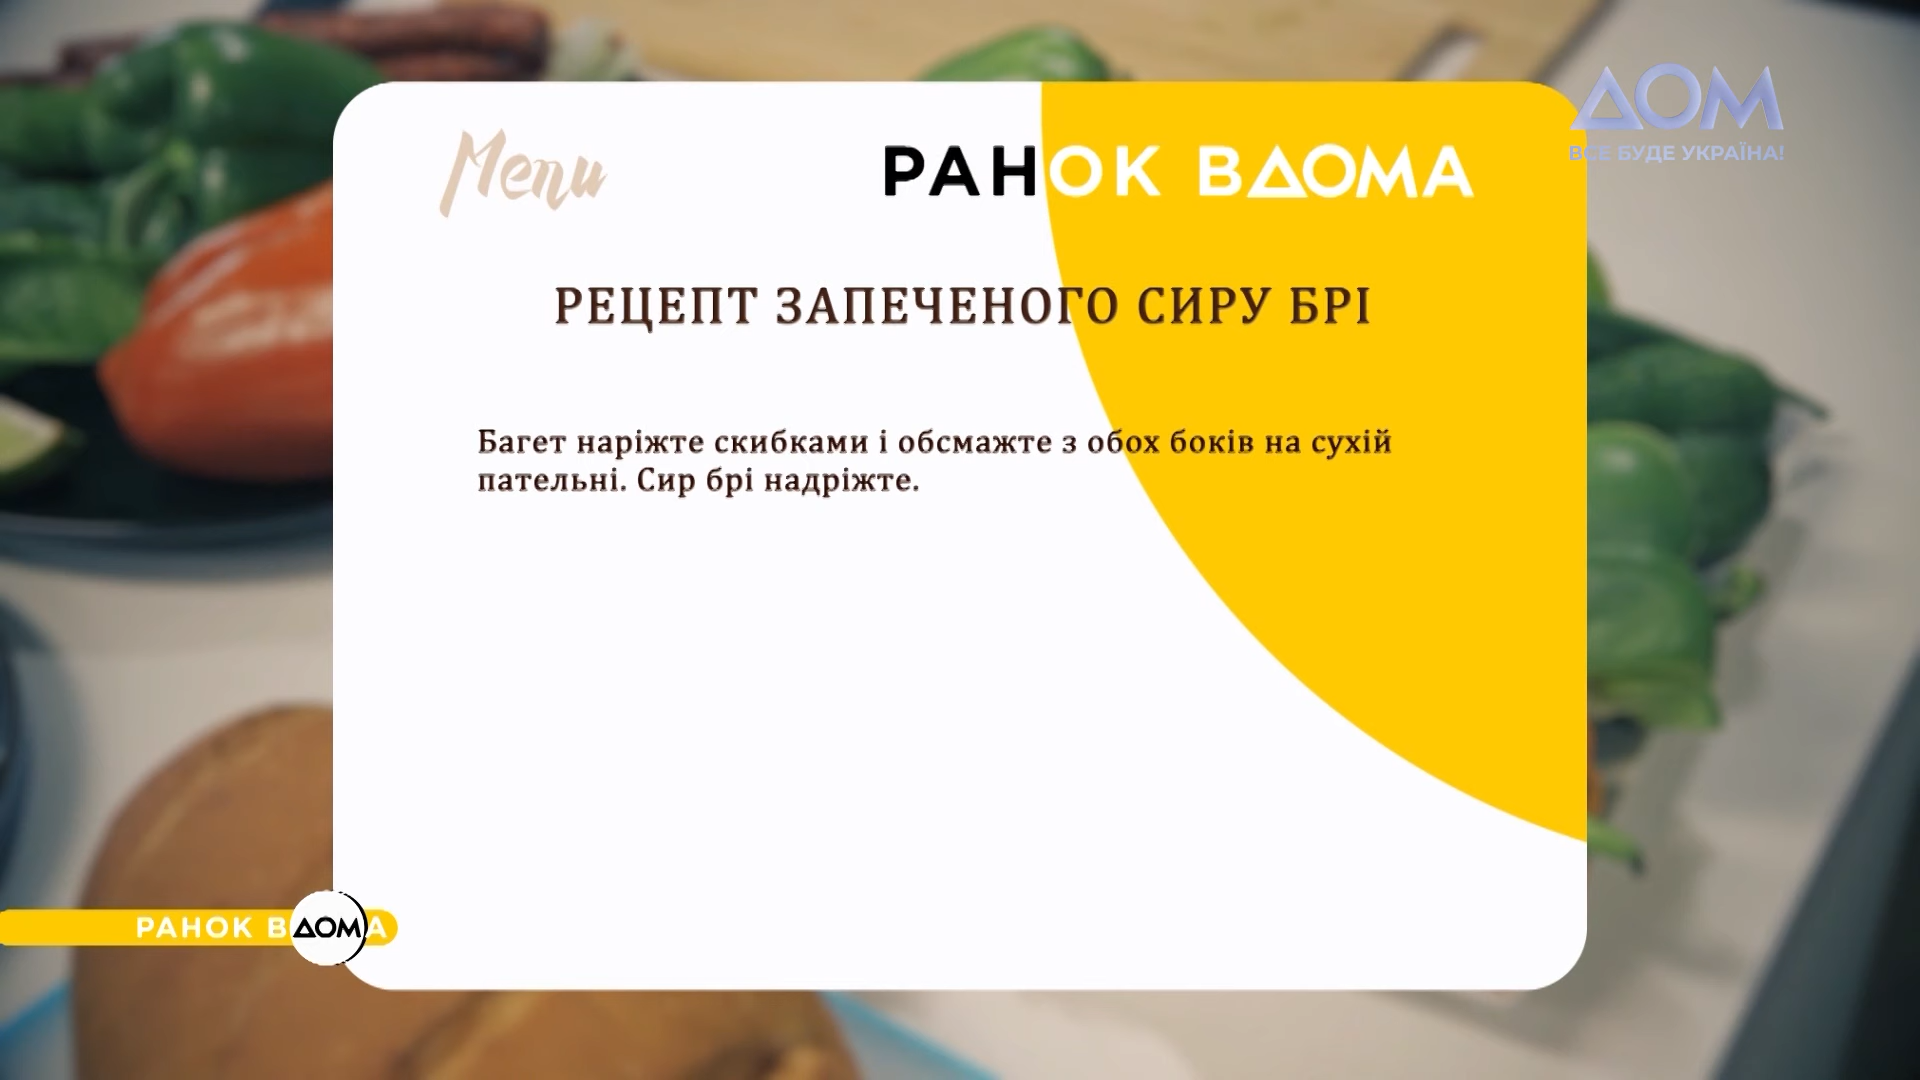 ДОМ
ВСЕ БУДЕ УКРАЇНА!
Menu
РАНОК ВДОМА
РЕЦЕПТ ЗАПЕЧЕНОГО СИРУ БРІ
Багет наріжте скибками і обсмажте з обох боків на сухій
пательні. Сир брі надріжте.
РАНОК ВДОМА